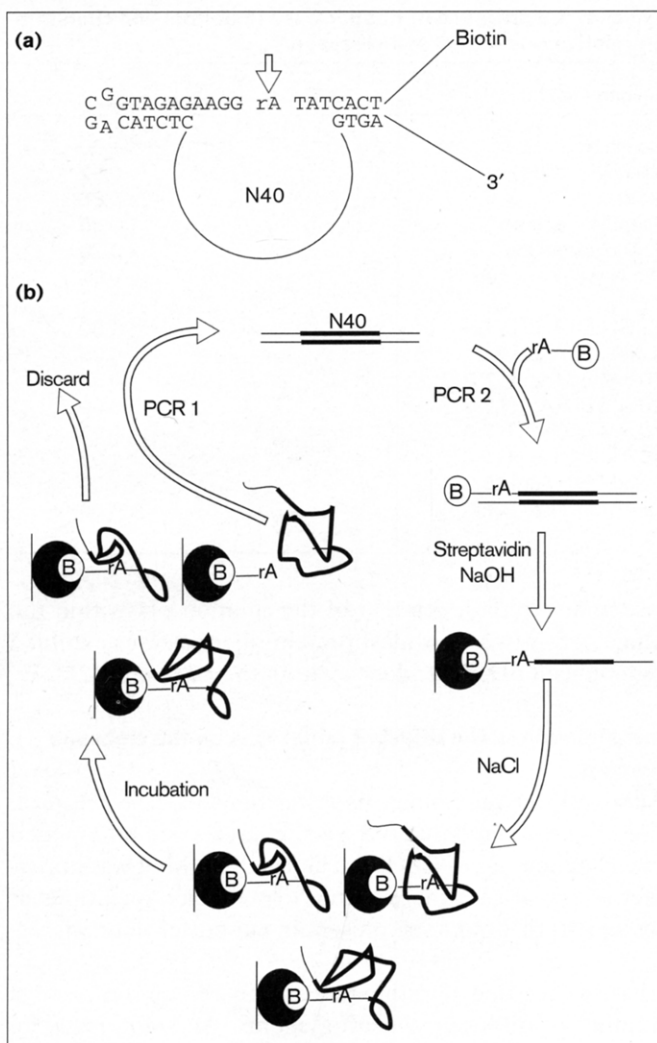 (a)
Biotin
C G GTAGAGAAGG rA TATCACT
G A CATCTC GTGA
N40
3′
(b)
N40
rA B
Discard
PCR 1
PCR 2
B rA
B rA
B rA
Streptavidin
NaOH
B rA
B rA
NaCl
Incubation
B rA
B rA
B rA